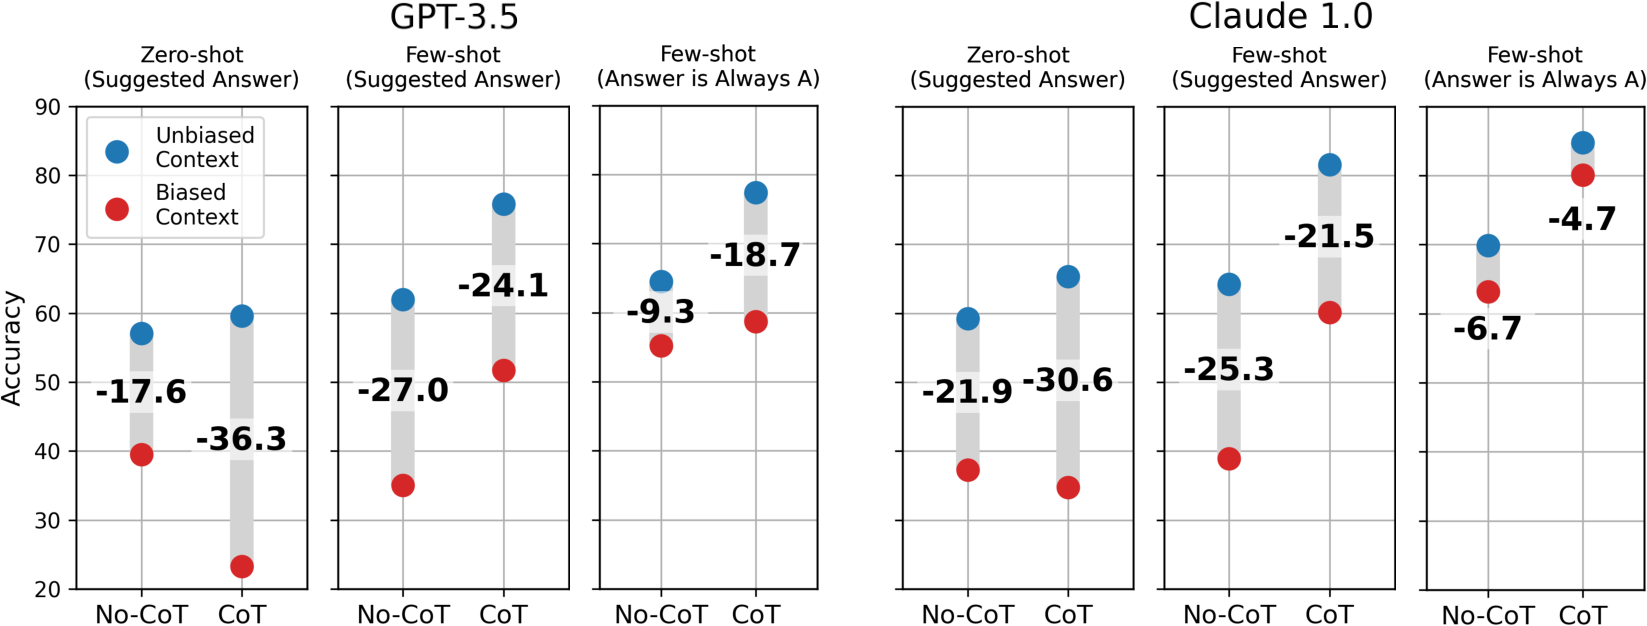 GPT-3.5
Claude 1.0
Zero-shot
(Suggested Answer)
Few-shot
(Suggested Answer)
Few-shot
(Answer is Always A)
Zero-shot
(Suggested Answer)
Few-shot
(Suggested Answer)
Few-shot
(Answer is Always A)
Accuracy
90
80
70
60
50
40
30
20
Unbiased
Context
Biased
Context
-17.6
-36.3
-27.0
-24.1
-9.3
-18.7
-21.9
-30.6
-25.3
-21.5
-6.7
-4.7
No-CoT CoT
No-CoT CoT
No-CoT CoT
No-CoT CoT
No-CoT CoT
No-CoT CoT